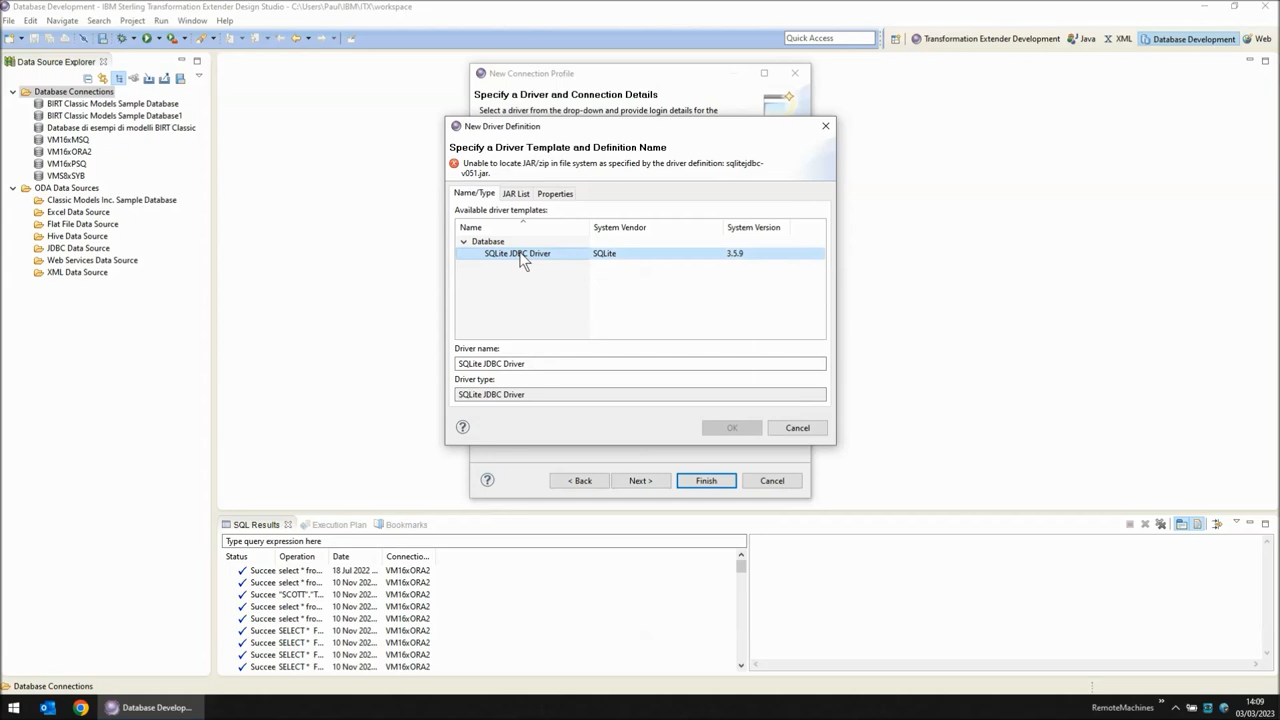 Database Development - IBM Sterling Transformation Extender Design Studio - C:\Users\Paul\IBM\ITX\workspace
File Edit Navigate Search Project Run Window Help
Quick Access
Transformation Extender Development
Java
XML
Database Development
Web
Data Source Explorer
Database Connections
BIRT Classic Models Sample Database
BIRT Classic Models Sample Database1
Database di esempi di modelli BIRT Classic
VM16xMSQ
VM16xORA2
VM16xPSQ
VMS8xSYB
ODA Data Sources
Classic Models Inc. Sample Database
Excel Data Source
Flat File Data Source
Hive Data Source
JDBC Data Source
Web Services Data Source
XML Data Source
New Connection Profile
Specify a Driver and Connection Details
Select a driver from the drop-down and provide login details for the
New Driver Definition
Specify a Driver Template and Definition Name
Unable to locate JAR/zip in file system as specified by the driver definition: sqlitejdbc-
v051.jar.
Name/Type JAR List Properties
Available driver templates:
Name System Vendor System Version
Database
SQLite JDBC Driver SQLite 3.5.9
Driver name:
SQLite JDBC Driver
Driver type:
SQLite JDBC Driver
OK Cancel
< Back Next > Finish Cancel
SQL Results Execution Plan Bookmarks
Type query expression here
Status Operation Date Connectio...
Succee select * fro... 18 Jul 2022 ... VM16xORA2
Succee select * fro... 10 Nov 202... VM16xORA2
Succee "SCOTT"."T... 10 Nov 202... VM16xORA2
Succee select * fro... 10 Nov 202... VM16xORA2
Succee select * fro... 10 Nov 202... VM16xORA2
Succee SELECT * F... 10 Nov 202... VM16xORA2
Succee SELECT * F... 10 Nov 202... VM16xORA2
Succee SELECT * F... 10 Nov 202... VM16xORA2
Succee SELECT * F... 10 Nov 202... VM16xORA2
Database Connections
Database Develop...
RemoteMachines
14:09
03/03/2023